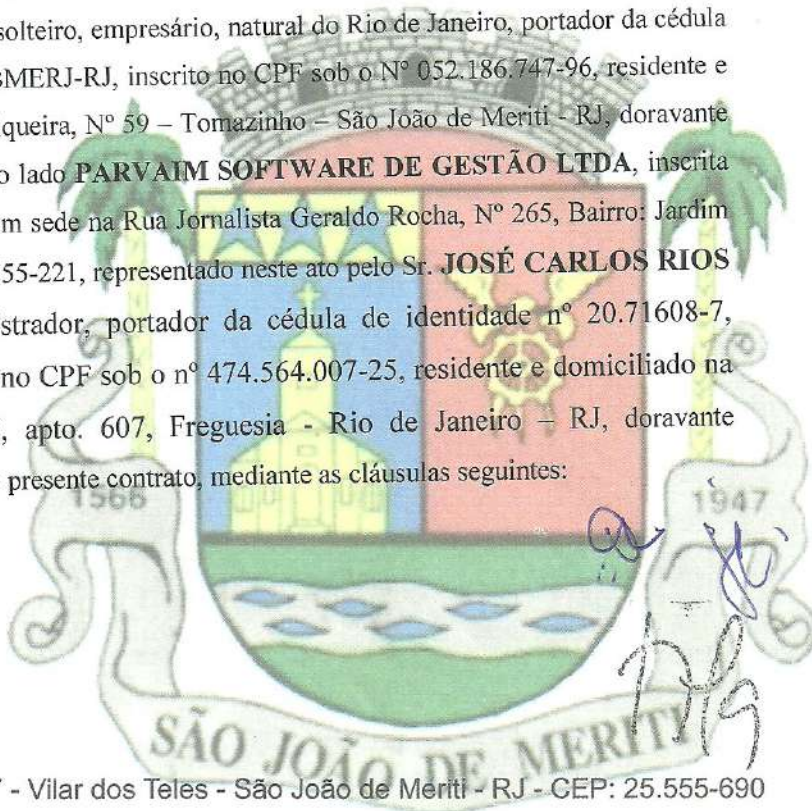 solteiro, empresário, natural do Rio de Janeiro, portador da cédula
BMERJ-RJ, inscrito no CPF sob o Nº 052.186.747-96, residente e
queira, Nº 59 – Tomazinho – São João de Meriti - RJ, doravante
o lado PARVAIM SOFTWARE DE GESTÃO LTDA, inscrita
m sede na Rua Jornalista Geraldo Rocha, Nº 265, Bairro: Jardim
55-221, representado neste ato pelo Sr. JOSÉ CARLOS RIOS
strador, portador da cédula de identidade nº 20.71608-7,
no CPF sob o nº 474.564.007-25, residente e domiciliado na
, apto. 607, Freguesia - Rio de Janeiro – RJ, doravante
presente contrato, mediante as cláusulas seguintes:
1566
1947
SÃO JOÃO DE MERITI
- Vilar dos Teles - São João de Meriti - RJ - CEP: 25.555-690